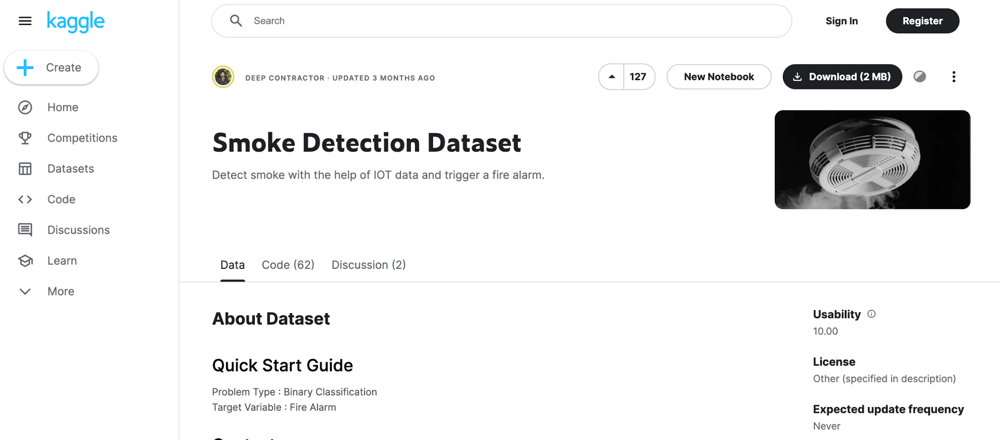 kaggle
Search
Sign In
Register
Create
Home
Competitions
Datasets
Code
Discussions
Learn
More
DEEP CONTRACTOR · UPDATED 3 MONTHS AGO
127
New Notebook
Download (2 MB)
Smoke Detection Dataset
Detect smoke with the help of IOT data and trigger a fire alarm.
Data
Code (62)
Discussion (2)
About Dataset
Quick Start Guide
Problem Type : Binary Classification
Target Variable : Fire Alarm
Usability
10.00
License
Other (specified in description)
Expected update frequency
Never